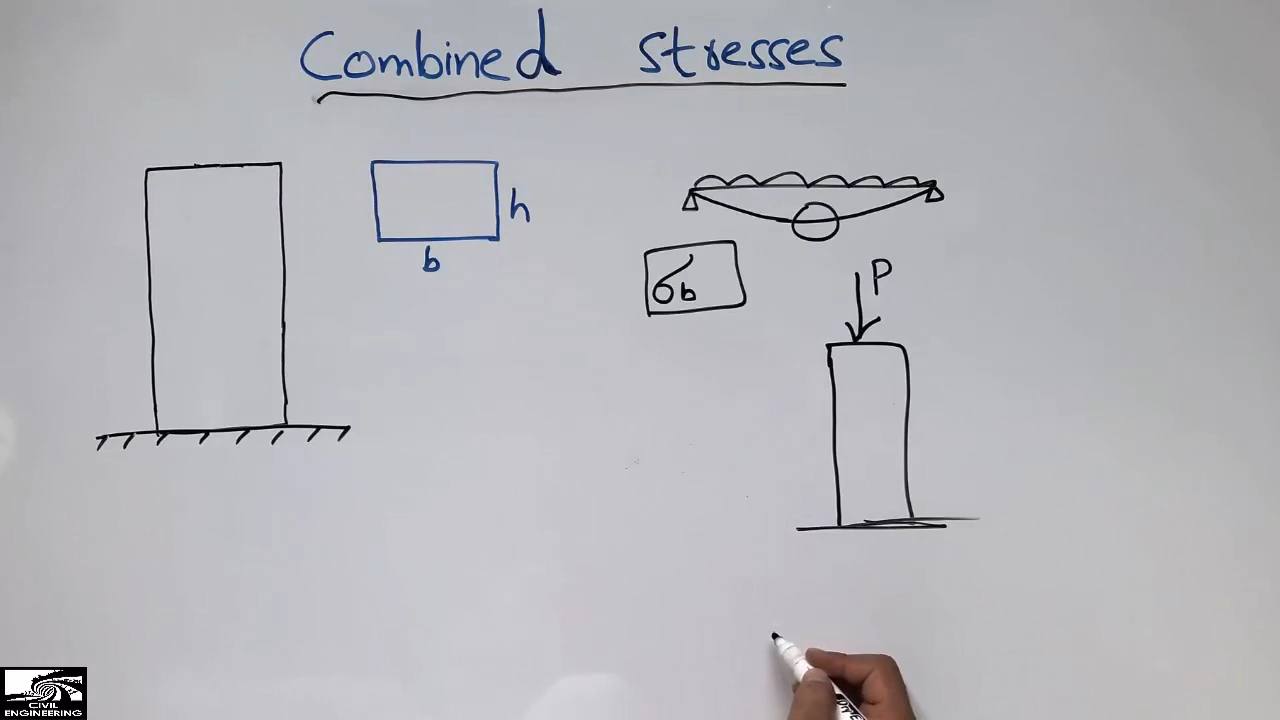 Combined stresses
h
b
σb
P
CIVIL
ENGINEERING